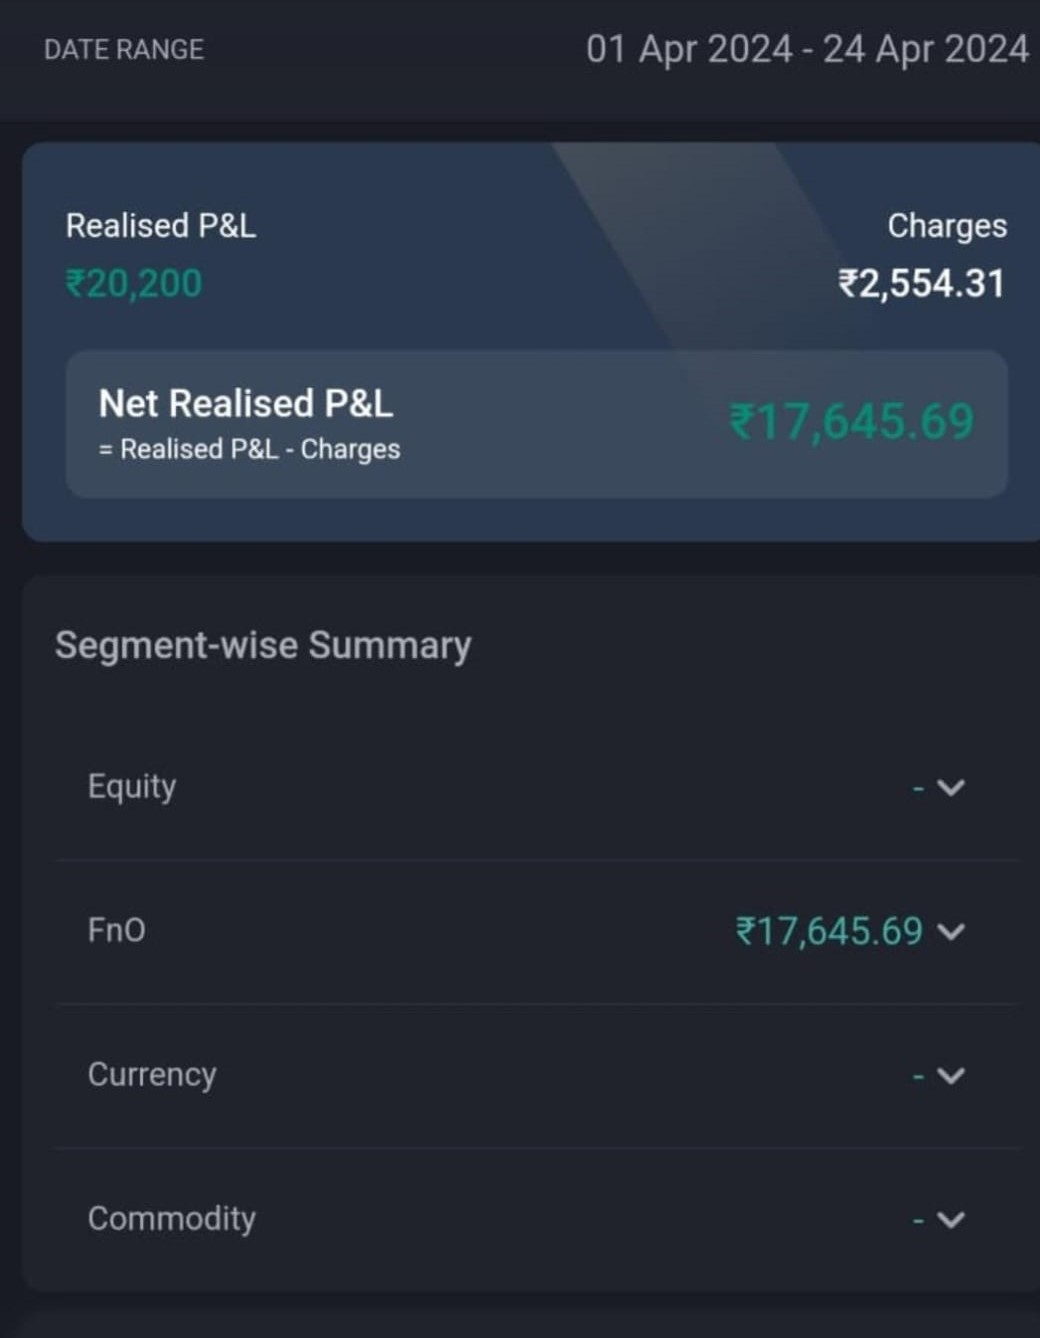 DATE RANGE 01 Apr 2024 - 24 Apr 2024
Realised P&L Charges
₹20,200 ₹2,554.31
Net Realised P&L
= Realised P&L - Charges
₹17,645.69
Segment-wise Summary
Equity -
FnO ₹17,645.69
Currency -
Commodity -